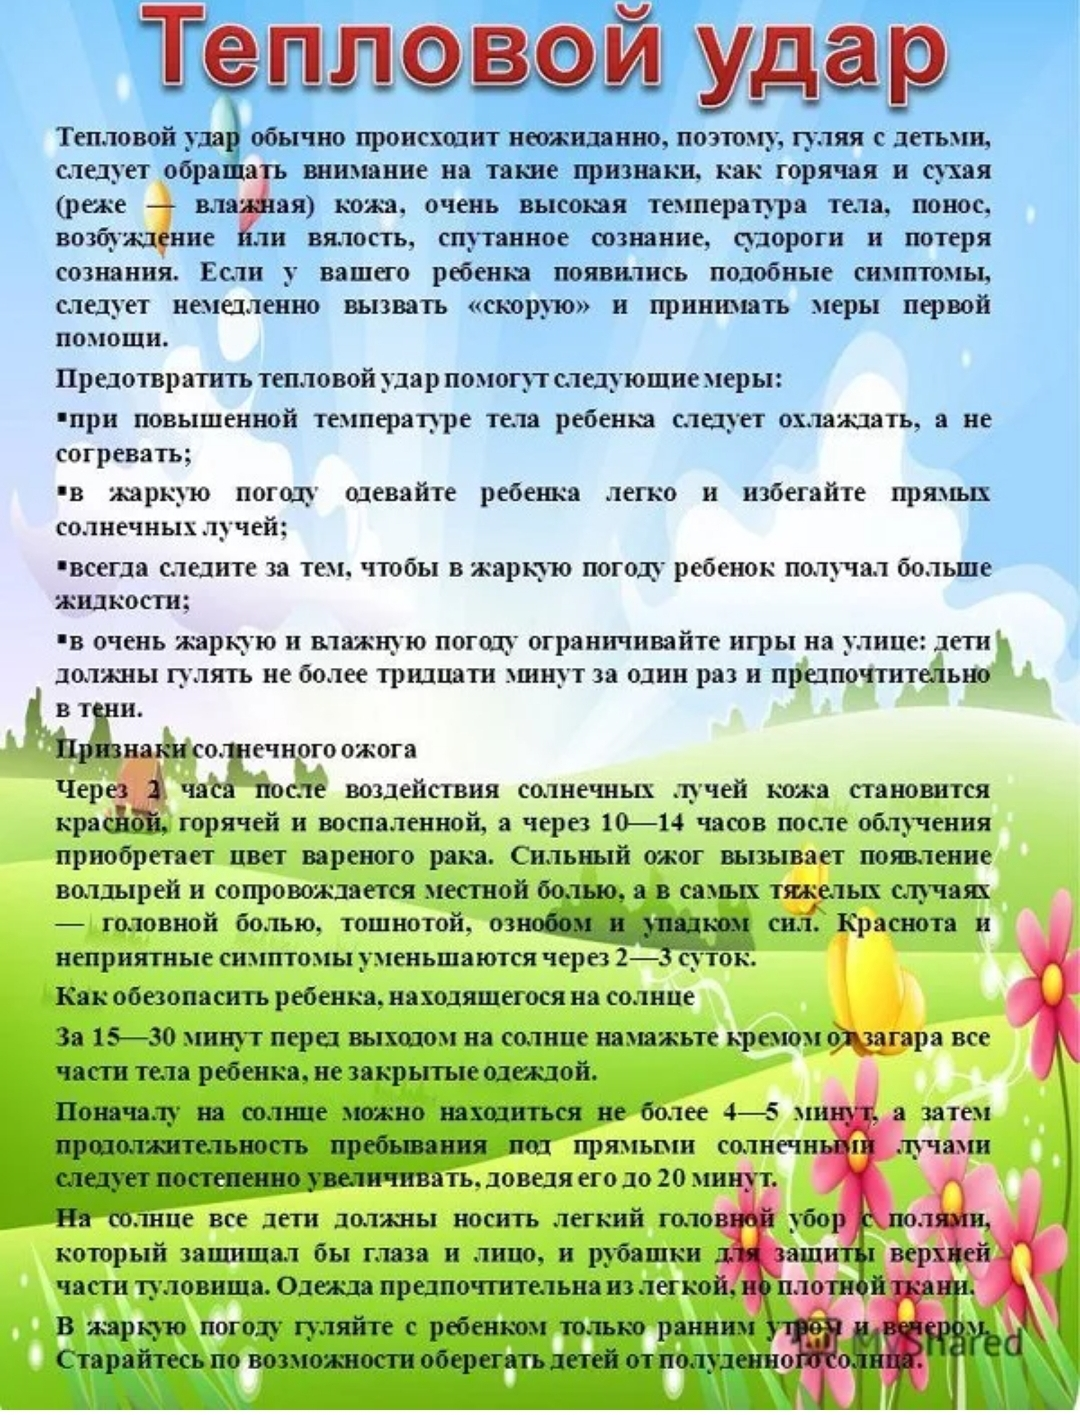 Тепловой удар
Тепловой удар обычно происходит неожиданно, поэтому, гуляя с детьми,
следует обращать внимание на такие признаки, как горячая и сухая
(реже — влажная) кожа, очень высокая температура тела, понос,
возбуждение или вялость, спутанное сознание, судороги и потеря
сознания. Если у вашего ребенка появились подобные симптомы,
следует немедленно вызвать «скорую» и принимать меры первой
помощи.
Предотвратить тепловой удар помогут следующие меры:
▪при повышенной температуре тела ребенка следует охлаждать, а не
согревать;
▪в жаркую погоду одевайте ребенка легко и избегайте прямых
солнечных лучей;
▪всегда следите за тем, чтобы в жаркую погоду ребенок получал больше
жидкости;
▪в очень жаркую и влажную погоду ограничивайте игры на улице: дети
должны гулять не более тридцати минут за один раз и предпочтительно
в тени.
Признаки солнечного ожога
Через 2 часа после воздействия солнечных лучей кожа становится
красной, горячей и воспаленной, а через 10—14 часов после облучения
приобретает цвет вареного рака. Сильный ожог вызывает появление
волдырей и сопровождается местной болью, а в самых тяжелых случаях
— головной болью, тошнотой, ознобом и упадком сил. Краснота и
неприятные симптомы уменьшаются через 2—3 суток.
Как обезопасить ребенка, находящегося на солнце
За 15—30 минут перед выходом на солнце намажьте кремом от загара все
части тела ребенка, не закрытые одеждой.
Поначалу на солнце можно находиться не более 4—5 минут, а затем
продолжительность пребывания под прямыми солнечными лучами
следует постепенно увеличивать, доведя его до 20 минут.
На солнце все дети должны носить легкий головной убор с полями,
который защищал бы глаза и лицо, и рубашки для защиты верхней
части туловища. Одежда предпочтительна из легкой, но плотной ткани.
В жаркую погоду гуляйте с ребенком только ранним утром и вечером.
Старайтесь по возможности оберегать детей от полуденного солнца.
MyShared